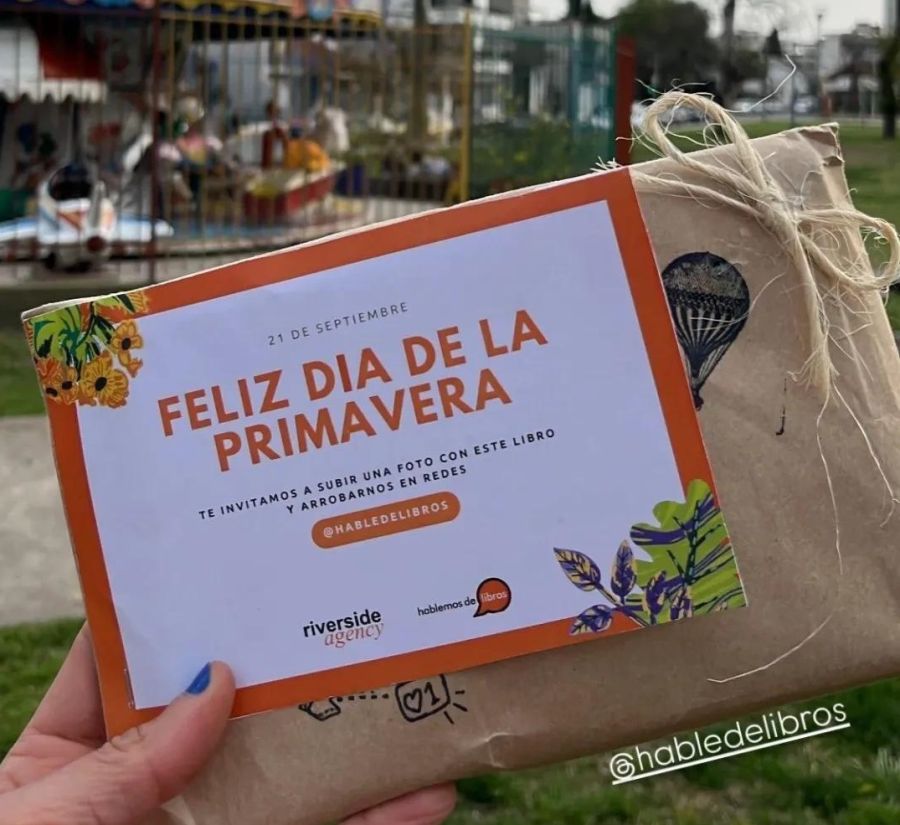 21 DE SEPTIEMBRE
FELIZ DIA DE LA
PRIMAVERA
TE INVITAMOS A SUBIR UNA FOTO CON ESTE LIBRO
Y ARROBARNOS EN REDES
@HABLEDELIBROS
riverside
agency
hablemos de libros
1
@habledelibros